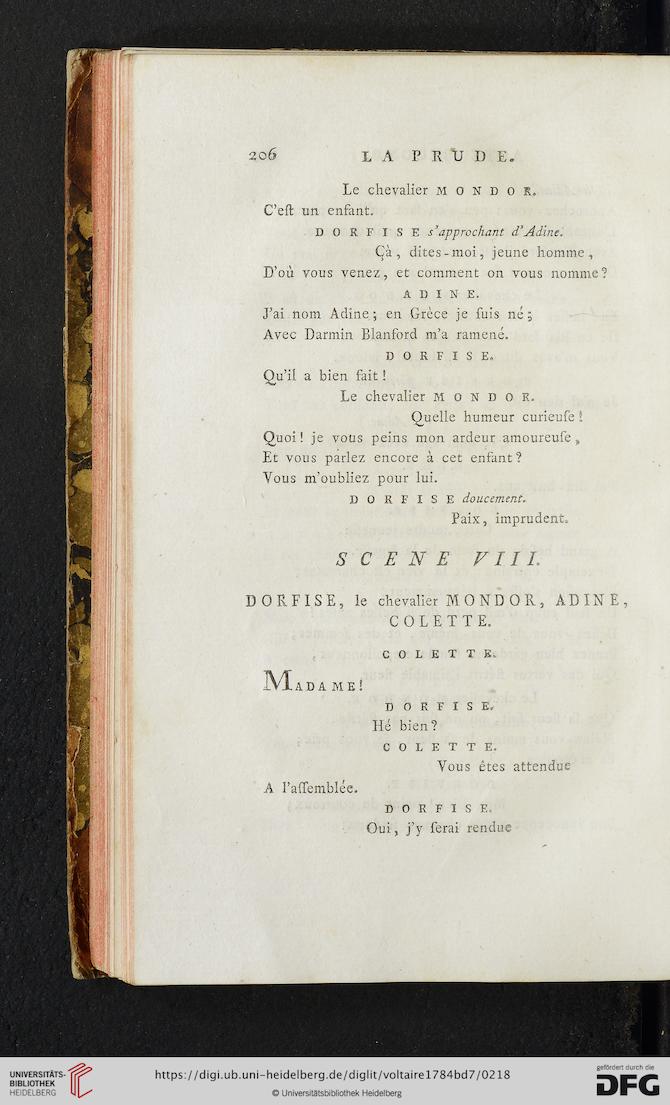 206 LA PRUDE.
Le chevalier MONDOR.
C'eſt un enfant.
DORFISE s'approchant d'Adine.
Çà, dites-moi, jeune homme,
D'où vous venez, et comment on vous nomme?
ADINE.
J'ai nom Adine; en Grèce je ſuis né;
Avec Darmin Blanford m'a ramené.
DORFISE.
Qu'il a bien fait!
Le chevalier MONDOR.
Quelle humeur curieuſe!
Quoi! je vous peins mon ardeur amoureuſe,
Et vous parlez encore à cet enfant?
Vous m'oubliez pour lui.
DORFISE doucement.
Paix, imprudent.
SCENE VIII.
DORFISE, le chevalier MONDOR, ADINE,
COLETTE.
COLETTE.
MADAME!
DORFISE.
Hé bien?
COLETTE.
Vous êtes attendue
A l'aſſemblée.
DORFISE.
Oui, j'y ſerai rendue
UNIVERSITÄTS-
BIBLIOTHEK
HEIDELBERG
https://digi.ub.uni-heidelberg.de/diglit/voltaire1784bd7/0218
© Universitätsbibliothek Heidelberg
gefördert durch die
DFG